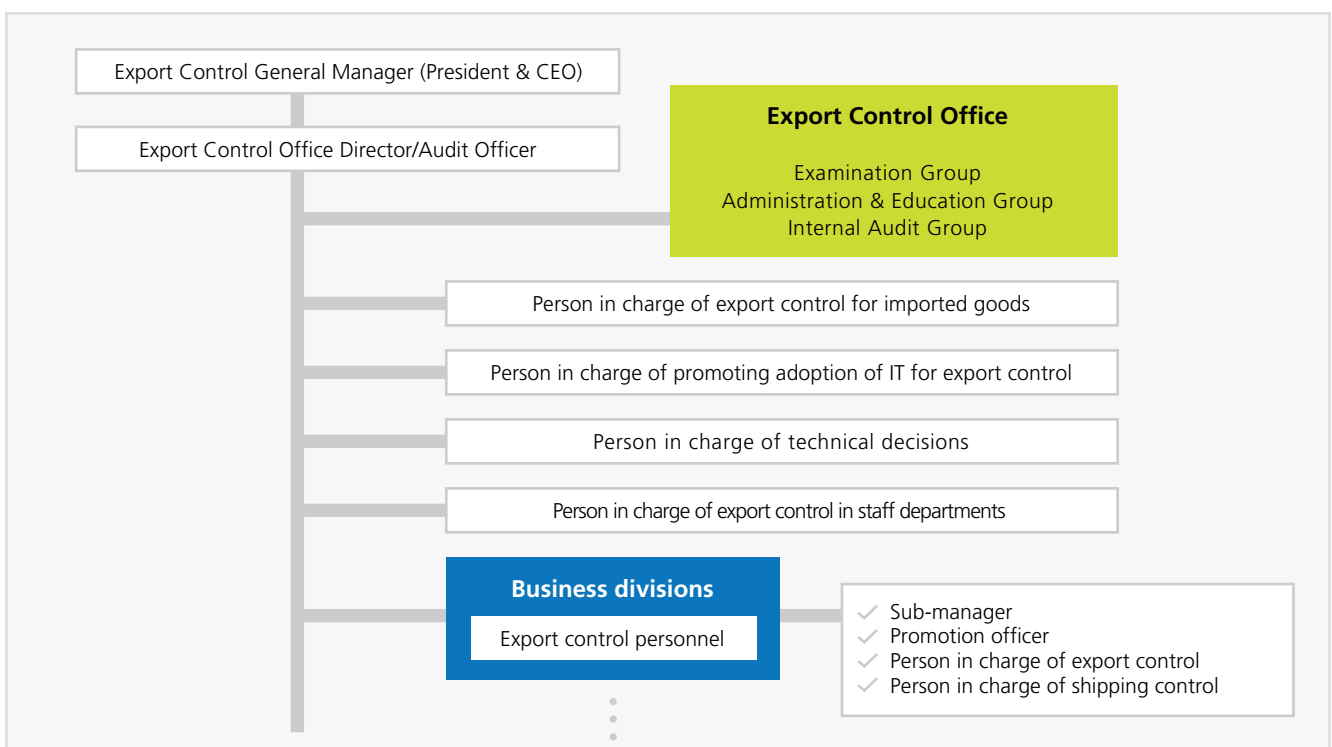 Export Control General Manager (President & CEO)
Export Control Office Director/Audit Officer
Export Control Office
Examination Group
Administration & Education Group
Internal Audit Group
Person in charge of export control for imported goods
Person in charge of promoting adoption of IT for export control
Person in charge of technical decisions
Person in charge of export control in staff departments
Business divisions
Export control personnel
Sub-manager
Promotion officer
Person in charge of export control
Person in charge of shipping control